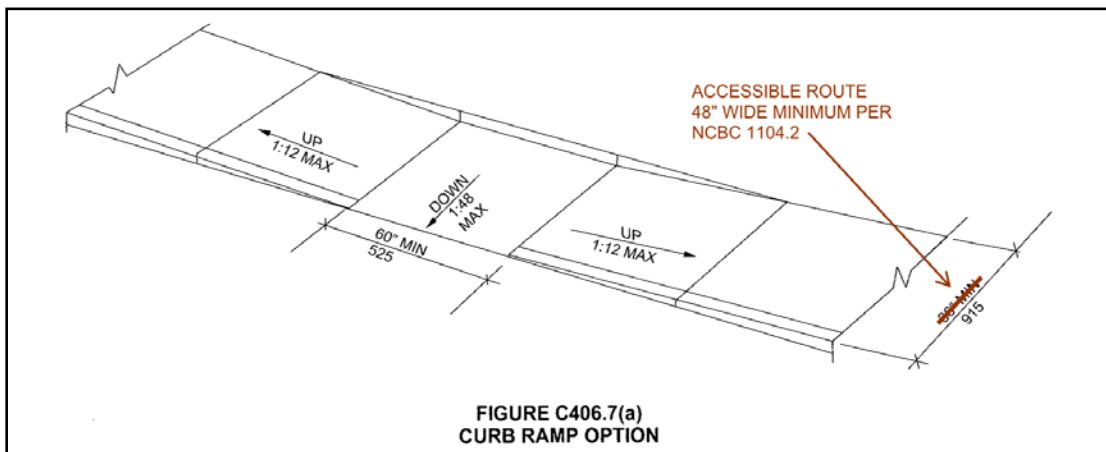 ACCESSIBLE ROUTE
48" WIDE MINIMUM PER
NCBC 1104.2
UP
1:12 MAX
DOWN
1:48
MAX
60" MIN
525
UP
1:12 MAX
36" MIN
915
FIGURE C406.7(a)
CURB RAMP OPTION